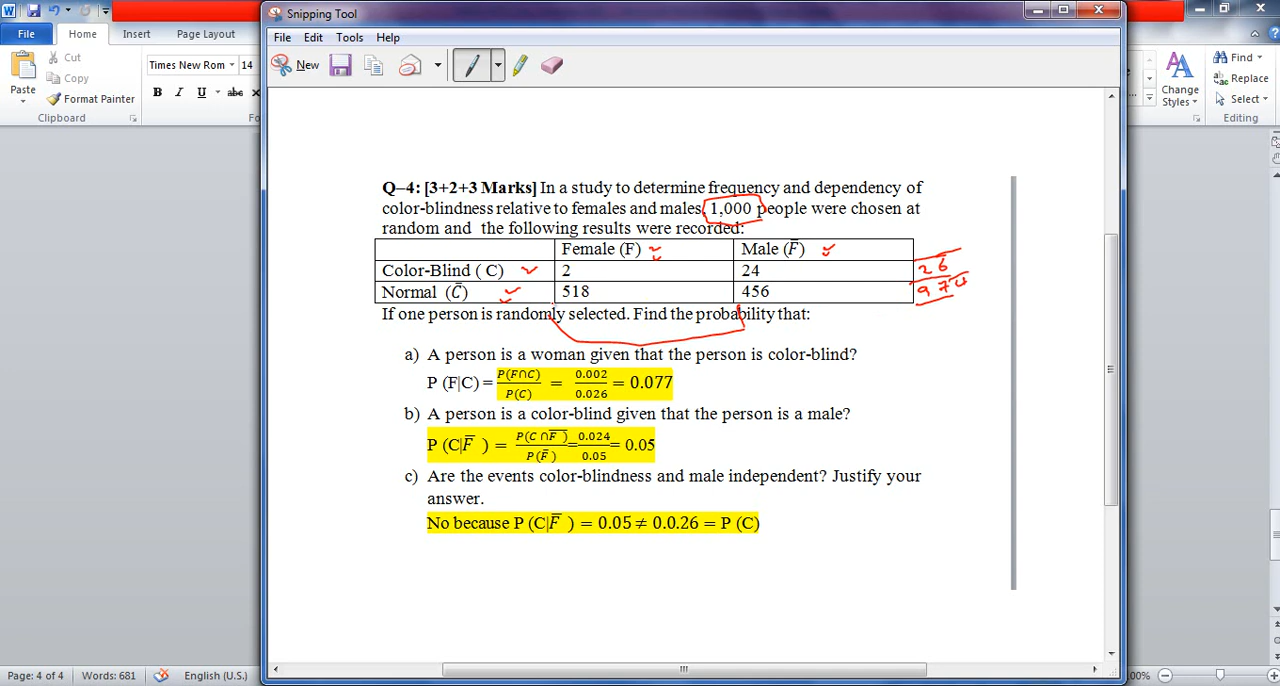 Snipping Tool
File Home Insert Page Layout
File Edit Tools Help
New
Cut
Copy
Format Painter
Paste
Clipboard
Times New Rom 14
B I U abc
Find
Replace
Select
Change Styles
Editing
Q–4: [3+2+3 Marks] In a study to determine frequency and dependency of
color-blindness relative to females and males, 1,000 people were chosen at
random and the following results were recorded:
Female (F) Male (F̅)
Color-Blind ( C) 2 24 26
Normal (C̅) 518 456 974
If one person is randomly selected. Find the probability that:
a) A person is a woman given that the person is color-blind?
P (F|C) = P(F∩C)/P(C) = 0.002/0.026 = 0.077
b) A person is a color-blind given that the person is a male?
P (C|F̅ ) = P(C ∩F̅)/P(F̅) = 0.024/0.05 = 0.05
c) Are the events color-blindness and male independent? Justify your
answer.
No because P (C|F̅ ) = 0.05 ≠ 0.0.26 = P (C)
Page: 4 of 4 Words: 681 English (U.S.) 00%